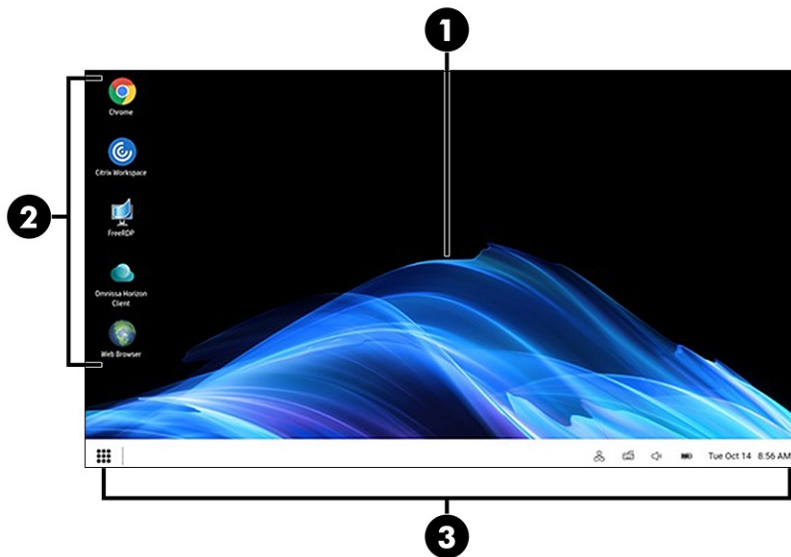 1
2
Chrome
Citrix Workspace
FreeRDP
Omnissa Horizon
Client
Web Browser
Tue Oct 14 8:56 AM
3